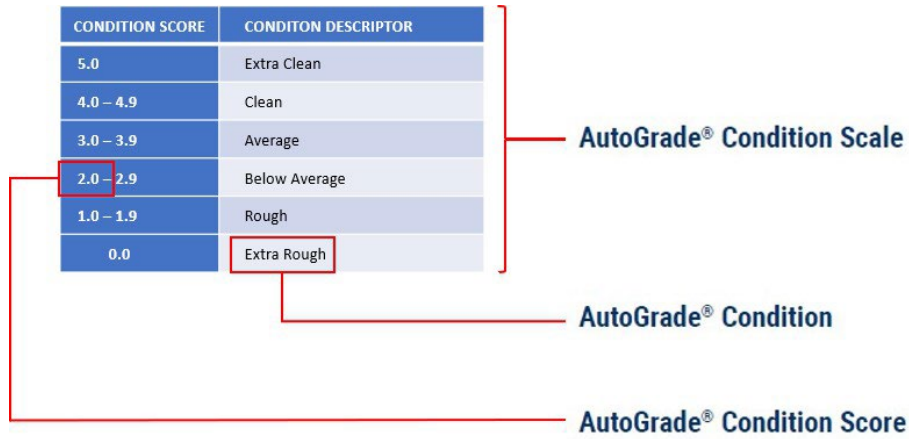 CONDITION SCORE CONDITON DESCRIPTOR
5.0 Extra Clean
4.0 – 4.9 Clean
3.0 – 3.9 Average
2.0 – 2.9 Below Average
1.0 – 1.9 Rough
0.0 Extra Rough
AutoGrade® Condition Scale
AutoGrade® Condition
AutoGrade® Condition Score